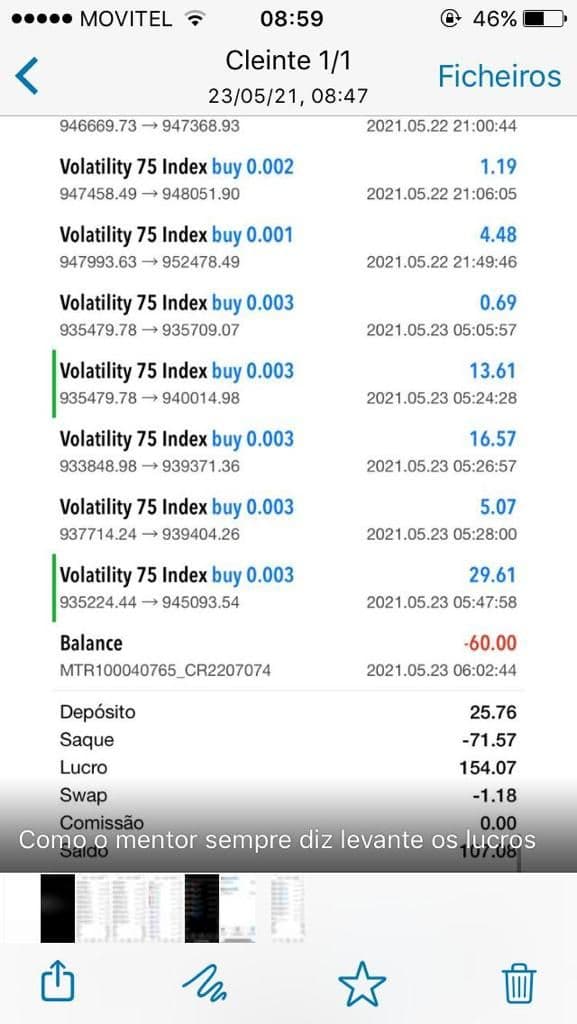 ●●●●● MOVITEL 08:59 46%
Cleinte 1/1
Ficheiros
23/05/21, 08:47
946669.73 → 947368.93 2021.05.22 21:00:44
Volatility 75 Index buy 0.002 1.19
947458.49 → 948051.90 2021.05.22 21:06:05
Volatility 75 Index buy 0.001 4.48
947993.63 → 952478.49 2021.05.22 21:49:46
Volatility 75 Index buy 0.003 0.69
935479.78 → 935709.07 2021.05.23 05:05:57
Volatility 75 Index buy 0.003 13.61
935479.78 → 940014.98 2021.05.23 05:24:28
Volatility 75 Index buy 0.003 16.57
933848.98 → 939371.36 2021.05.23 05:26:57
Volatility 75 Index buy 0.003 5.07
937714.24 → 939404.26 2021.05.23 05:28:00
Volatility 75 Index buy 0.003 29.61
935224.44 → 945093.54 2021.05.23 05:47:58
Balance -60.00
MTR100040765_CR2207074 2021.05.23 06:02:44
Depósito 25.76
Saque -71.57
Lucro 154.07
Swap -1.18
Comissão 0.00
Como o mentor sempre diz levante os lucros
Saldo 107.08